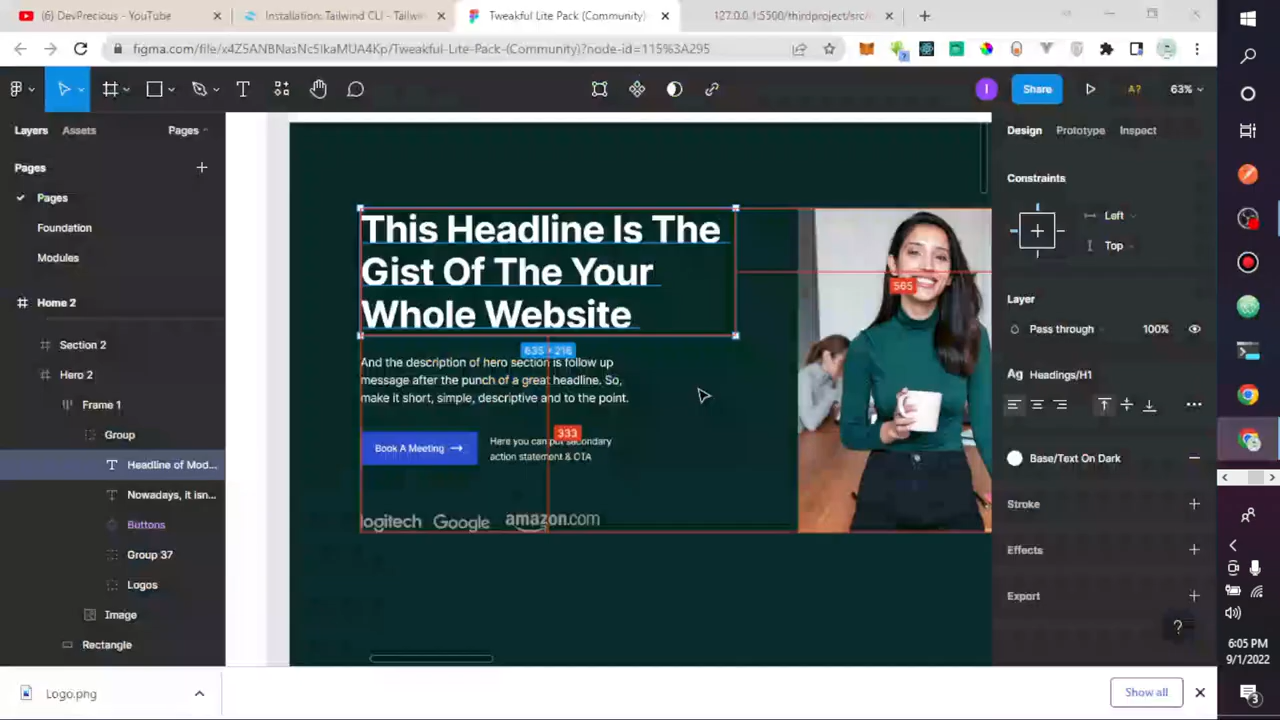 (6) DevPrecious - YouTube
Installation: Tailwind CLI - Tailwi
Tweakful Lite Pack (Community)
127.0.0.1:5500/thirdproject/src/
figma.com/file/x4Z5ANBNasNc5IkaMUA4Kp/Tweakful-Lite-Pack-(Community)?node-id=115%3A295
I
Share
A?
63%
Layers
Assets
Pages
Pages
Pages
Foundation
Modules
Home 2
Section 2
Hero 2
Frame 1
Group
Headline of Mod...
Nowadays, it isn...
Buttons
Group 37
Logos
Image
Rectangle
This Headline Is The
Gist Of The Your
Whole Website
565
635 × 216
And the description of hero section is follow up
message after the punch of a great headline. So,
make it short, simple, descriptive and to the point.
333
Book A Meeting
Here you can put secondary
action statement & CTA
logitech
Google
amazon.com
Design
Prototype
Inspect
Constraints
Left
Top
Layer
Pass through
100%
Ag
Headings/H1
Base/Text On Dark
Stroke
Effects
Export
?
6:05 PM
9/1/2022
3
Logo.png
Show all